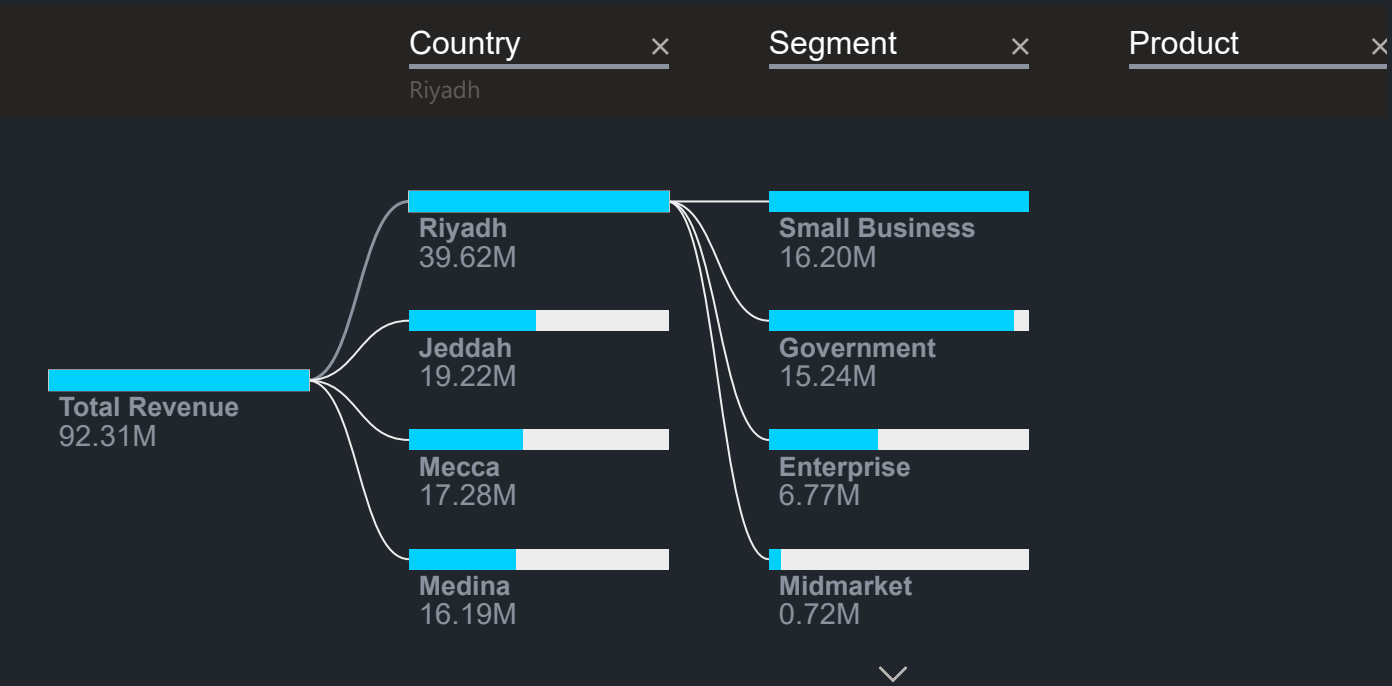 Country
Segment
Product
Riyadh
Riyadh
39.62M
Small Business
16.20M
Jeddah
19.22M
Government
15.24M
Total Revenue
92.31M
Mecca
17.28M
Enterprise
6.77M
Medina
16.19M
Midmarket
0.72M